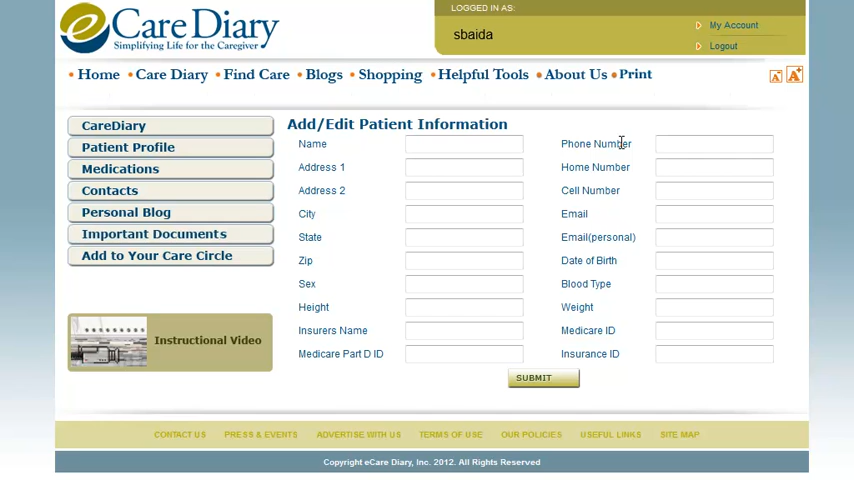 LOGGED IN AS:
sbaida
My Account
Logout
eCareDiary
Simplifying Life for the Caregiver
Home Care Diary Find Care Blogs Shopping Helpful Tools About Us Print
A- A+
CareDiary
Patient Profile
Medications
Contacts
Personal Blog
Important Documents
Add to Your Care Circle
Instructional Video
Add/Edit Patient Information
Name Phone Number
Address 1 Home Number
Address 2 Cell Number
City Email
State Email(personal)
Zip Date of Birth
Sex Blood Type
Height Weight
Insurers Name Medicare ID
Medicare Part D ID Insurance ID
SUBMIT
CONTACT US PRESS & EVENTS ADVERTISE WITH US TERMS OF USE OUR POLICIES USEFUL LINKS SITE MAP
Copyright eCare Diary, Inc. 2012. All Rights Reserved